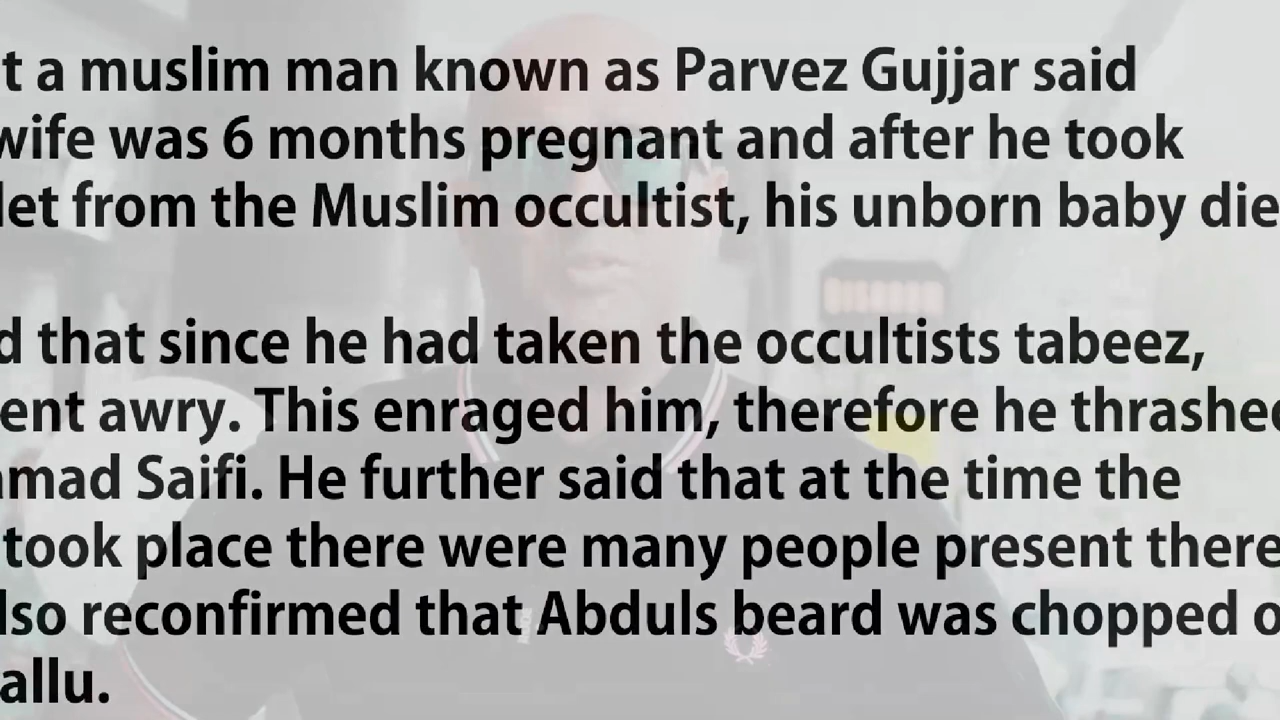 t a muslim man known as Parvez Gujjar said
wife was 6 months pregnant and after he took
let from the Muslim occultist, his unborn baby die
d that since he had taken the occultists tabeez,
ent awry. This enraged him, therefore he thrashed
amad Saifi. He further said that at the time the
took place there were many people present there
lso reconfirmed that Abduls beard was chopped o
allu.